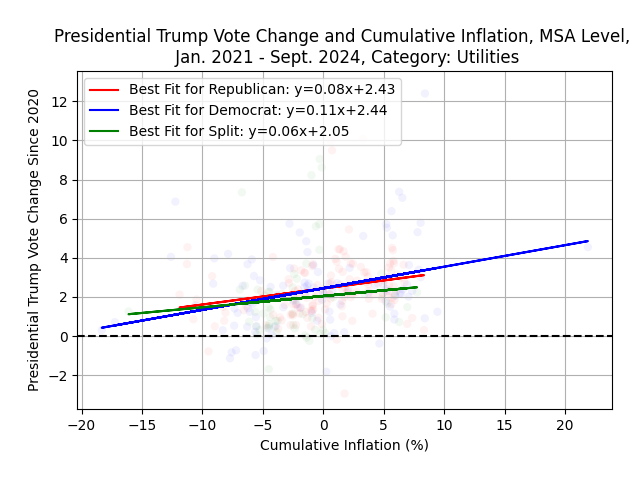 Presidential Trump Vote Change and Cumulative Inflation, MSA Level,
Jan. 2021 - Sept. 2024, Category: Utilities
Best Fit for Republican: y=0.08x+2.43
Best Fit for Democrat: y=0.11x+2.44
Best Fit for Split: y=0.06x+2.05
Presidential Trump Vote Change Since 2020
12
10
8
6
4
2
0
−2
−20 −15 −10 −5 0 5 10 15 20
Cumulative Inflation (%)